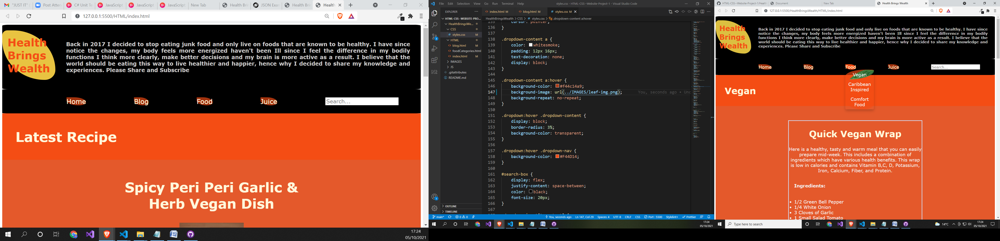 "JUST IT" (
Post Atten
C# Unit Te
JavaScript
JavaScript
JavaScript
New Tab
Health Brin
JSON Exam
Health Brin
Health
127.0.0.1:5500/HTML/index.html
Health
Brings
Wealth
Back in 2017 I decided to stop eating junk food and only live on foods that are known to be healthy. I have since
notice the changes, my body feels more energized haven't been Ill since I feel the difference in my bodily
functions I think more clearly, make better decisions and my brain is more active as a result. I believe that the
world should be eating this way to live healthier and happier, hence why I decided to share my knowledge and
experiences. Please Share and Subscribe
Home Blog Food Juice Search...
Latest Recipe
Spicy Peri Peri Garlic &
Herb Vegan Dish
17:24
05/10/2021
File Edit Selection View Go Run Terminal Help
styles.css - HTML-CSS--Website-Project-1 - Visual Studio Code
EXPLORER
HTML-CSS--WEBSITE-PRO...
HealthBringsWe...
CSS
# styles.css M
HTML
blog.html M
foodCategories.html
index.html M
IMAGES
JS
.gitattributes
README.md
OUTLINE
TIMELINE
index.html M
blog.html M
# styles.css M
HealthBringsWealth > CSS > # styles.css > .dropdown-content a:hover
135 cursor: pointer;
136 }
137
138 .dropdown-content a {
139 color: whitesmoke;
140 padding: 12px 16px;
141 text-decoration: none;
142 display: block;
143 }
144
145 .dropdown-content a:hover {
146 background-color: #f44c14a9;
147 background-image: url(../IMAGES/leaf-img.png); You, seconds ago • Unc
148 background-repeat: no-repeat;
149 }
150
151 .dropdown:hover .dropdown-content {
152 display: block;
153 border-radius: 3%;
154 background-color: transparent;
155 }
156
157 .dropdown:hover .dropdown-nav {
158 background-color: #F44D14;
159 }
160
161 #search-box {
162 display: flex;
163 justify-content: space-between;
164 color: black;
165 font-size: 20px;
166 }
167
main* 0 0 You, seconds ago Ln 147, Col 29 Spaces: 4 UTF-8 CRLF CSS Port : 5500 Stylelint+ Prettier
17:24
05/10/2021
HTML-CSS--Website-Project-1/Health
Document
New Tab
Health Brings Wealth
127.0.0.1:5500/HealthBringsWealth/HTML/index.html
Health
Brings
Wealth
Back in 2017 I decided to stop eating junk food and only live on foods that are known to be healthy. I have since
notice the changes, my body feels more energized haven't been Ill since I feel the difference in my bodily
functions I think more clearly, make better decisions and my brain is more active as a result. I believe that the
world should be eating this way to live healthier and happier, hence why I decided to share my knowledge and
experiences. Please Share and Subscribe
Home Blog Food Juice Search...
Vegan
Caribbean
Inspired
Comfort
Food
Vegan
Quick Vegan Wrap
Here is a healthy, tasty and warm meal that you can easily
prepare mid-week. This includes a combination of
ingredients which have various health benefits. This wrap
is low in calories and contains Vitamin B,C, D, Potassium,
Iron, Calcium, Fiber, and Protein.
Ingredients:
• 1/2 Green Bell Pepper
• 1/4 White Onion
• 3 Cloves of Garlic
• 1 Small Salad Tomato
Type here to search
14°C
17:24
05/10/2021